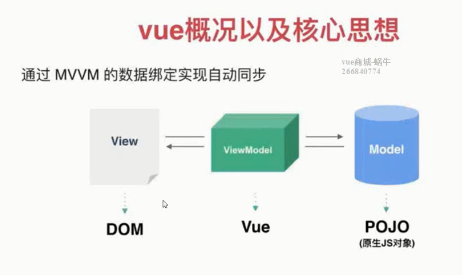 vue概况以及核心思想
vue商城-蜗牛
266840774
通过 MVVM 的数据绑定实现自动同步
View
ViewModel
Model
DOM
Vue
POJO
(原生JS对象)